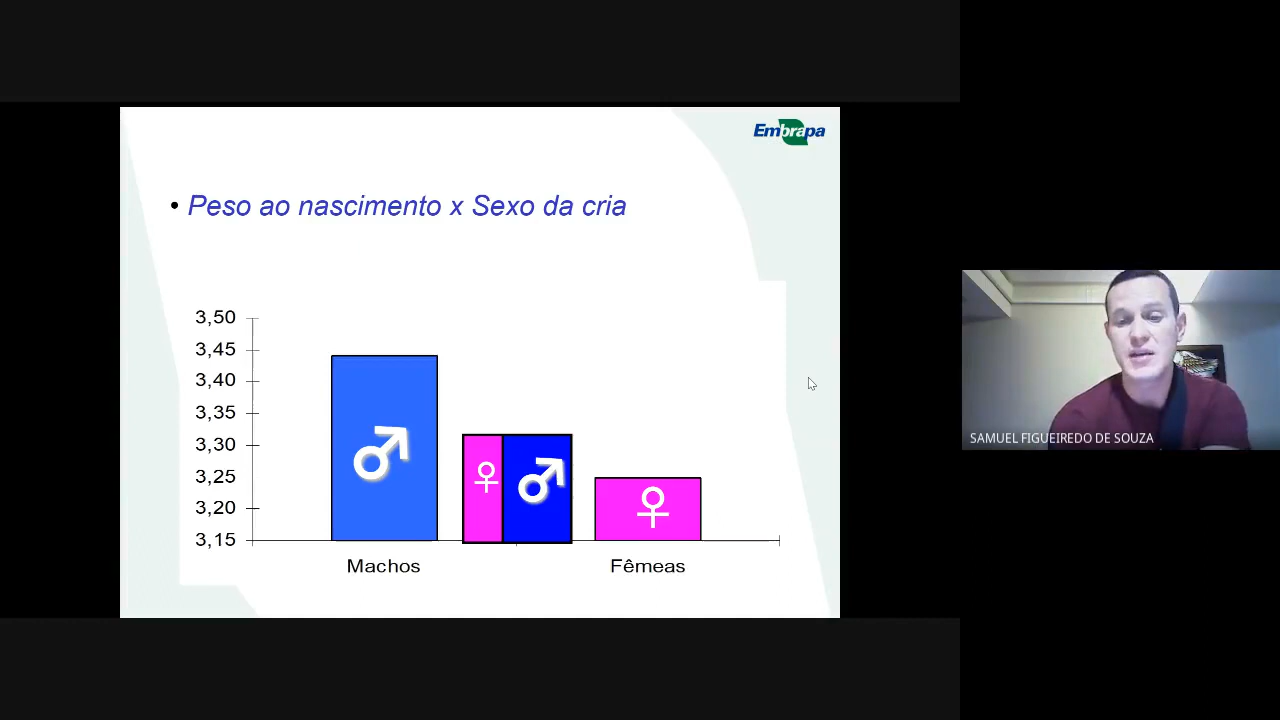 Embrapa
• Peso ao nascimento x Sexo da cria
3,50
3,45
3,40
3,35
3,30
3,25
3,20
3,15
Machos
Fêmeas
SAMUEL FIGUEIREDO DE SOUZA